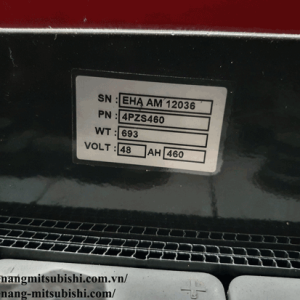 SN : EHA AM 12036
PN : 4PZS460
WT : 693
VOLT : 48 AH 460
nangmitsubishi.com.vn/
nang-mitsubishi.com/